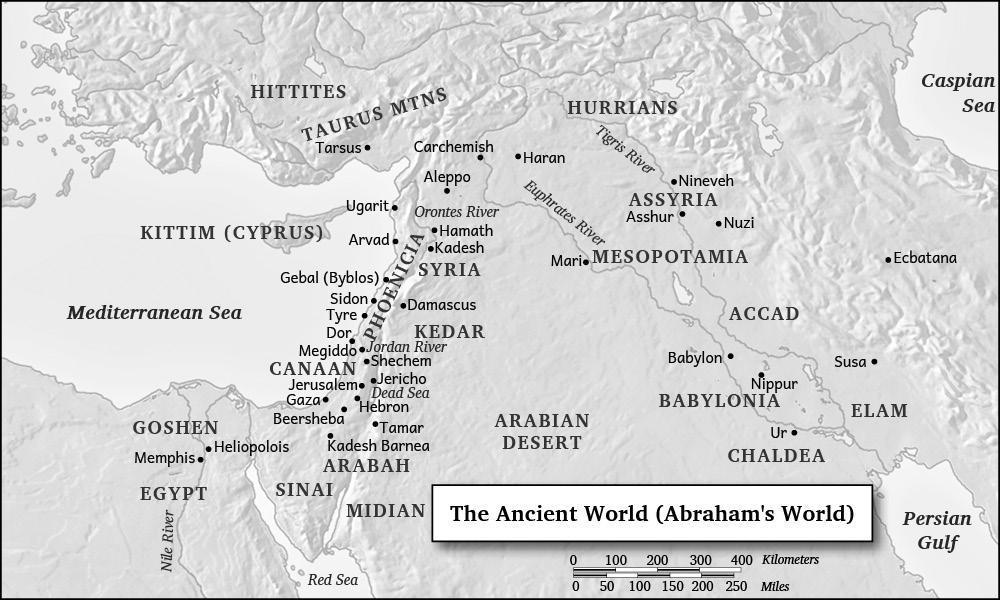 Caspian
Sea
HITTITES
TAURUS MTNS
HURRIANS
Tarsus
Carchemish
Haran
Tigris River
Aleppo
Nineveh
Euphrates River
ASSYRIA
Ugarit
Orontes River
Asshur
Nuzi
KITTIM (CYPRUS)
Arvad
Hamath
Kadesh
Mari
MESOPOTAMIA
Ecbatana
SYRIA
Gebal (Byblos)
PHOENICIA
Sidon
Damascus
Mediterranean Sea
Tyre
ACCAD
Dor
KEDAR
Megiddo
Jordan River
Shechem
Babylon
Susa
CANAAN
Jerusalem
Jericho
Nippur
Dead Sea
Gaza
Hebron
BABYLONIA
ELAM
Beersheba
ARABIAN
DESERT
GOSHEN
Tamar
Ur
Heliopolois
Kadesh Barnea
Memphis
CHALDEA
ARABAH
EGYPT
SINAI
MIDIAN
The Ancient World (Abraham's World)
Persian
Gulf
Nile River
Red Sea
0 100 200 300 400 Kilometers
0 50 100 150 200 250 Miles